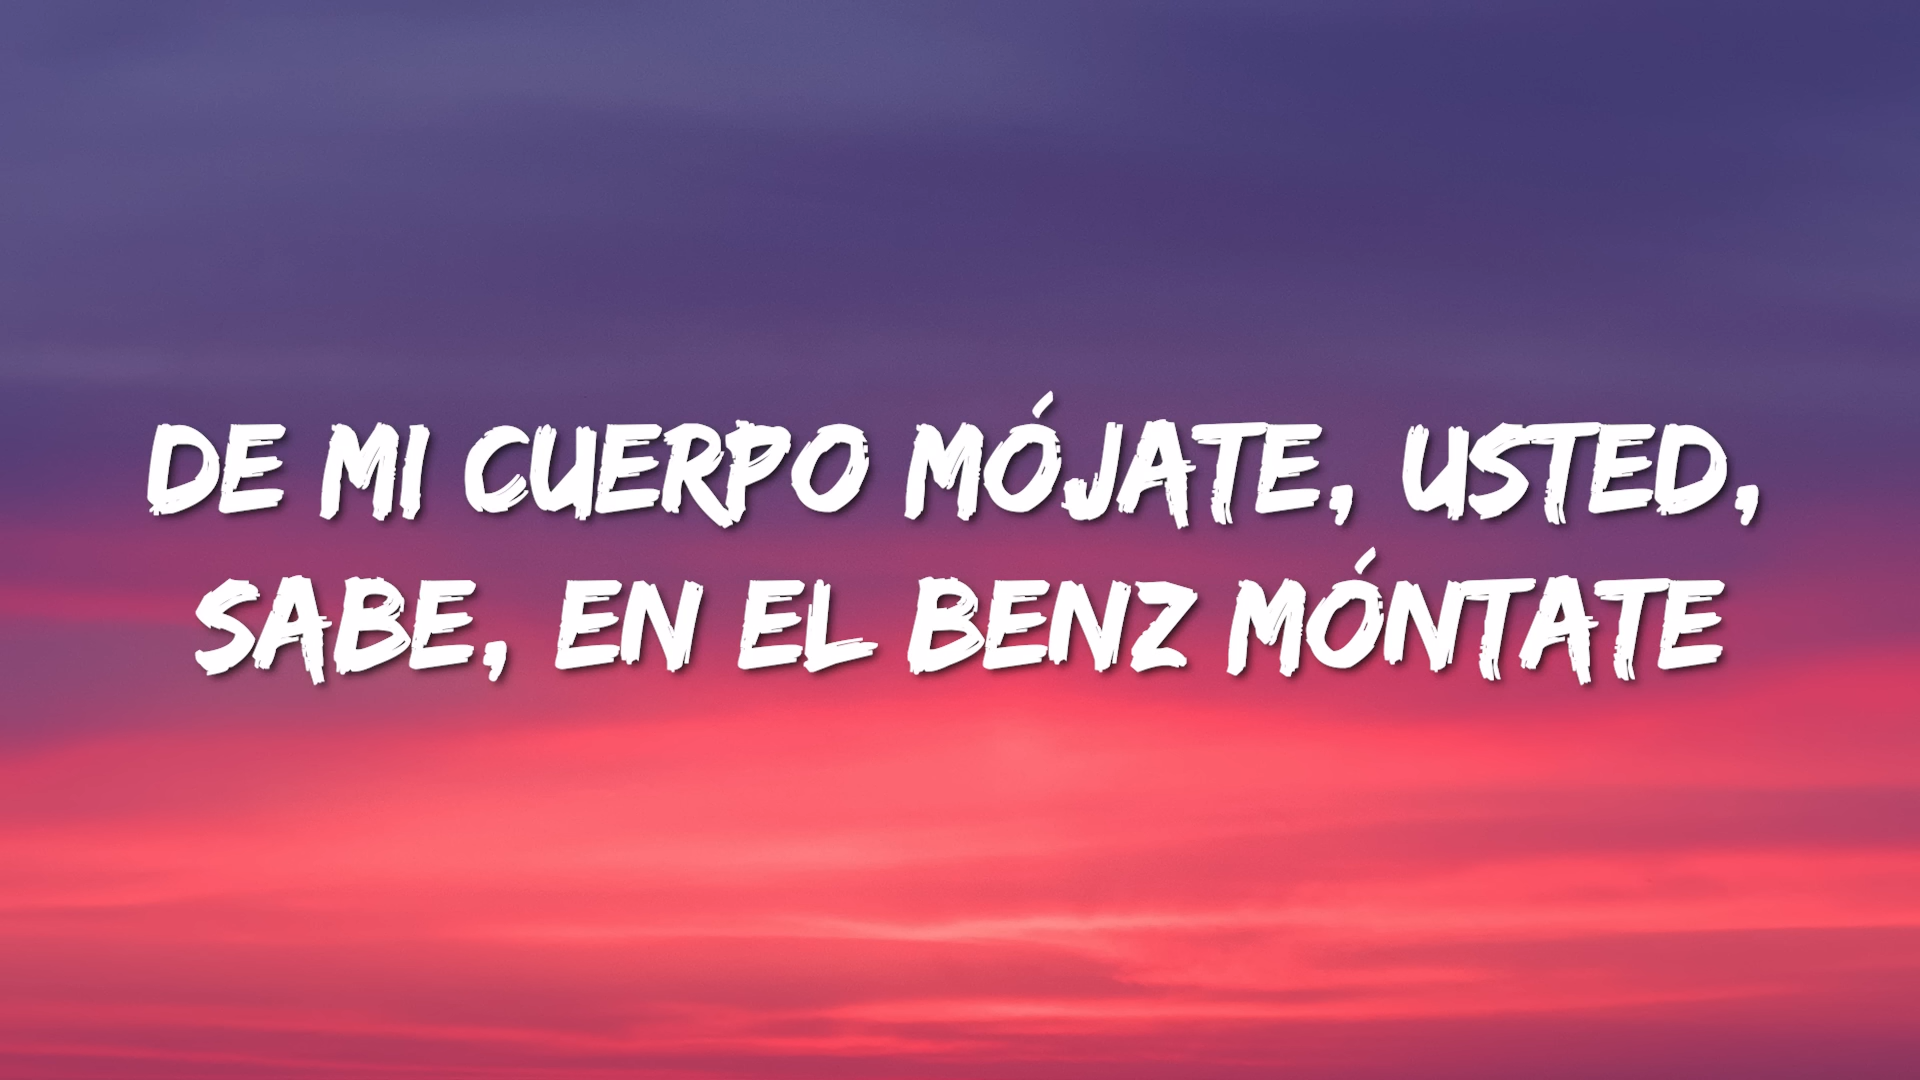 DE MI CUERPO MÓJATE, USTED,
SABE, EN EL BENZ MÓNTATE